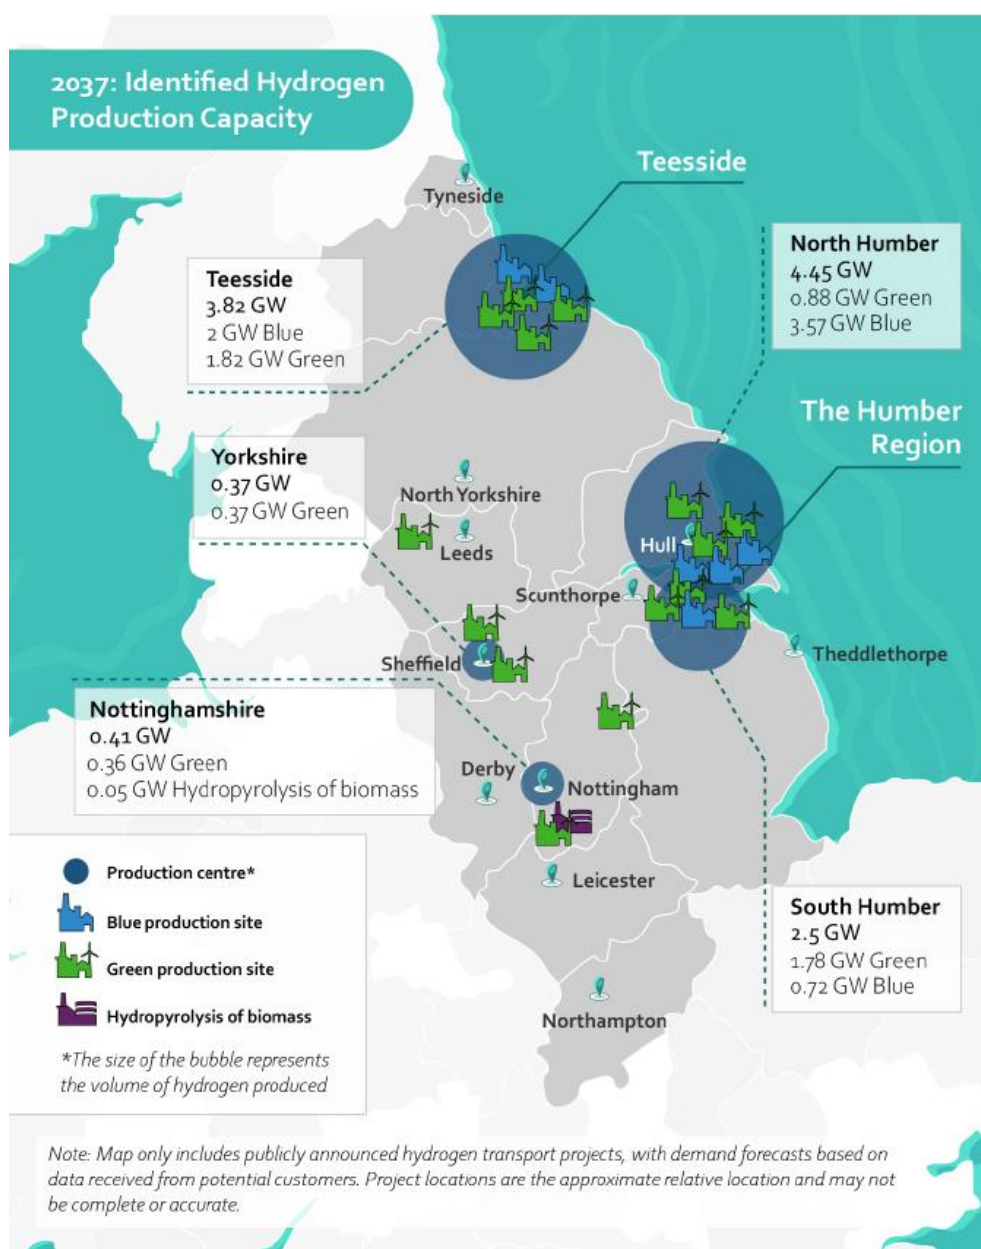 2037: Identified Hydrogen
Production Capacity
Teesside
Tyneside
North Humber
4.45 GW
0.88 GW Green
3.57 GW Blue
Teesside
3.82 GW
2 GW Blue
1.82 GW Green
The Humber
Region
Yorkshire
0.37 GW
0.37 GW Green
North Yorkshire
Leeds
Hull
Scunthorpe
Sheffield
Theddlethorpe
Nottinghamshire
0.41 GW
0.36 GW Green
0.05 GW Hydropyrolysis of biomass
Derby
Nottingham
Leicester
Production centre*
Blue production site
Green production site
Hydropyrolysis of biomass
*The size of the bubble represents
the volume of hydrogen produced
South Humber
2.5 GW
1.78 GW Green
0.72 GW Blue
Northampton
Note: Map only includes publicly announced hydrogen transport projects, with demand forecasts based on
data received from potential customers. Project locations are the approximate relative location and may not
be complete or accurate.